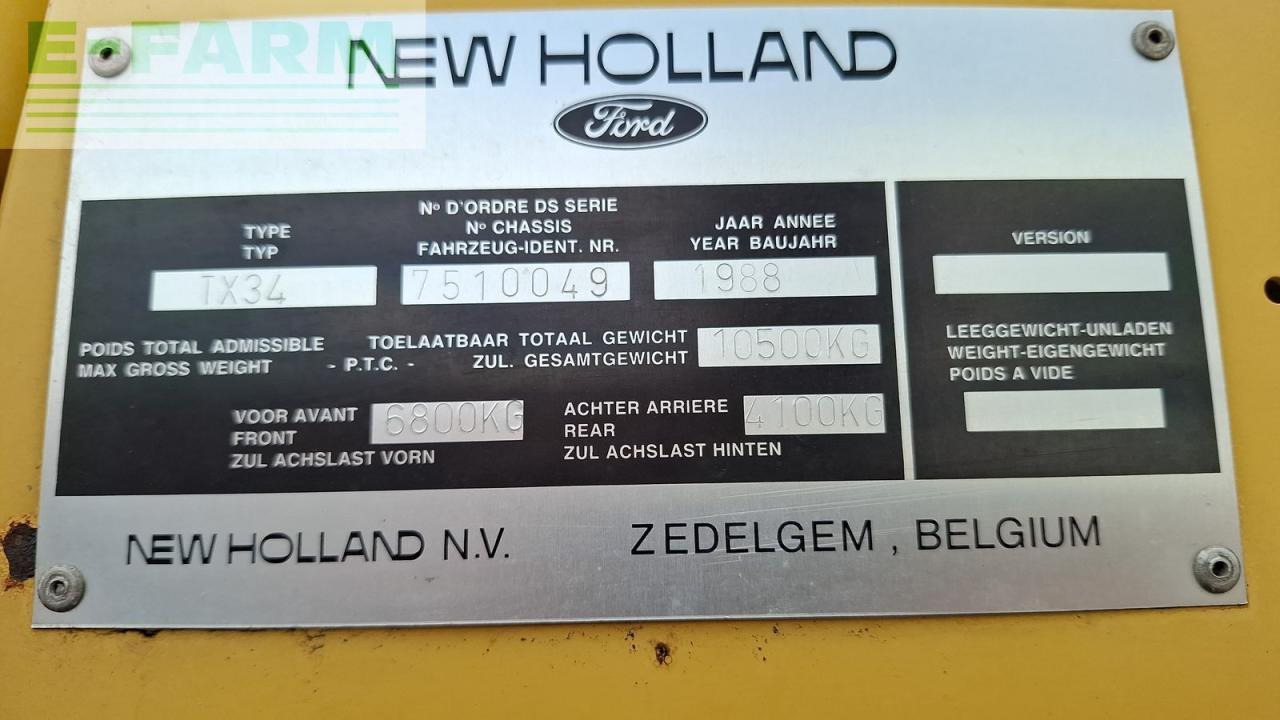 E-FARM
NEW HOLLAND
Ford
TYPE
TYP
TX34
Nº D'ORDRE DS SERIE
Nº CHASSIS
FAHRZEUG-IDENT. NR.
7510049
JAAR ANNEE
YEAR BAUJAHR
1988
POIDS TOTAL ADMISSIBLE TOELAATBAAR TOTAAL GEWICHT
MAX GROSS WEIGHT - P.T.C. - ZUL. GESAMTGEWICHT
10500KG
VOOR AVANT
FRONT
ZUL ACHSLAST VORN
6800KG
ACHTER ARRIERE
REAR
ZUL ACHSLAST HINTEN
4100KG
VERSION
LEEGGEWICHT-UNLADEN
WEIGHT-EIGENGEWICHT
POIDS A VIDE
NEW HOLLAND N.V. ZEDELGEM, BELGIUM